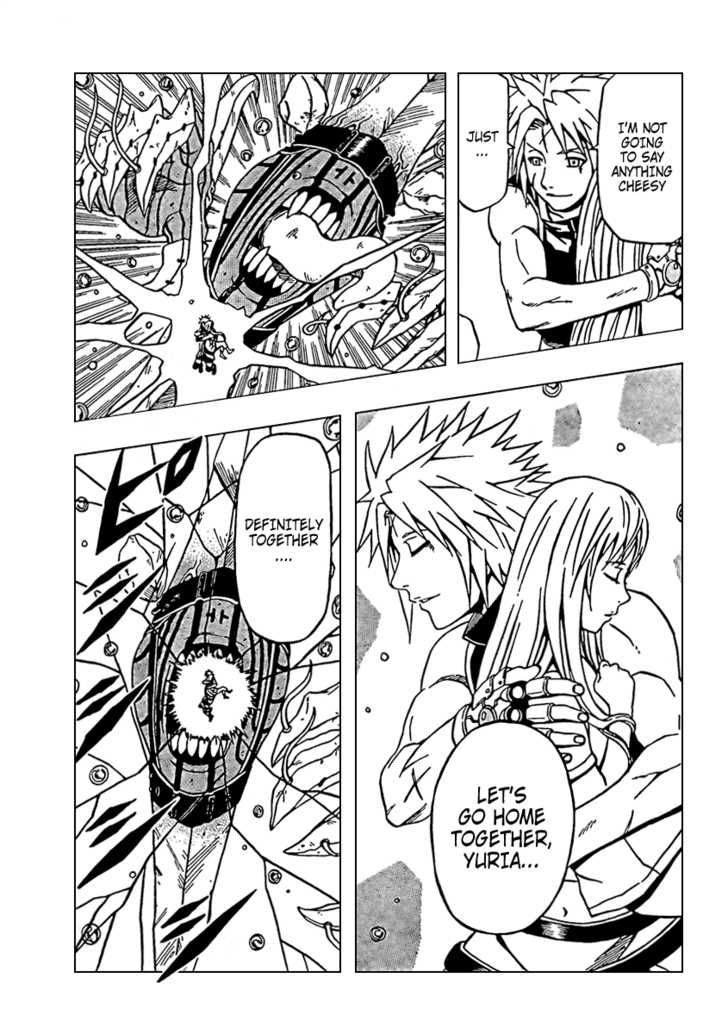 I'M NOT
GOING
TO SAY
ANYTHING
CHEESY
JUST
...
LET'S
GO HOME
TOGETHER,
YURIA...
DEFINITELY
TOGETHER
....